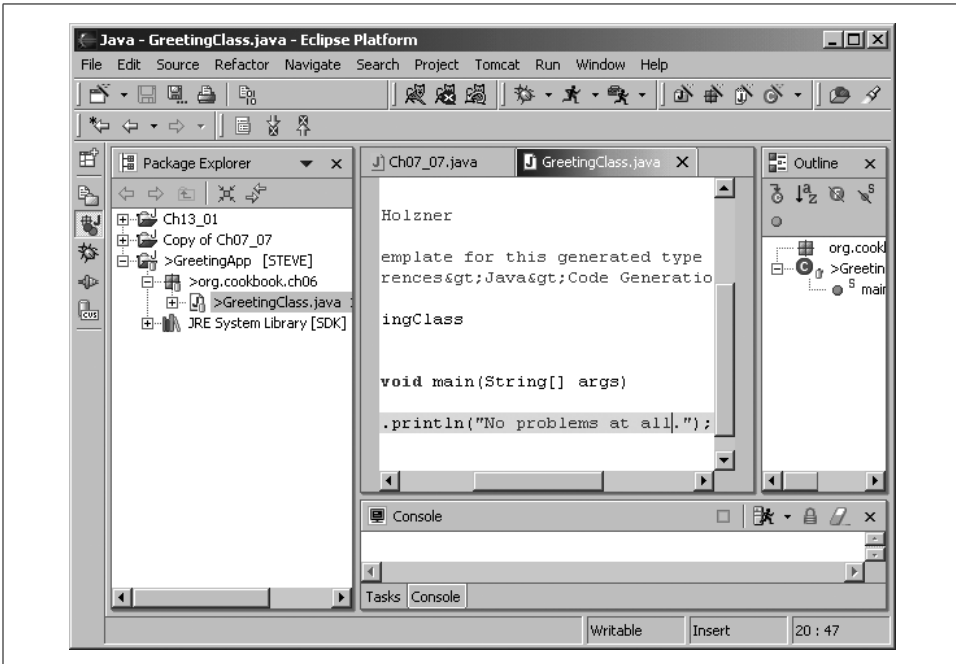 Java - GreetingClass.java - Eclipse Platform
File Edit Source Refactor Navigate Search Project Tomcat Run Window Help
Package Explorer
Ch13_01
Copy of Ch07_07
>GreetingApp [STEVE]
>org.cookbook.ch06
>GreetingClass.java
JRE System Library [SDK]
Ch07_07.java GreetingClass.java
Holzner
emplate for this generated type
rences&gt;Java&gt;Code Generatio
ingClass
void main(String[] args)
.println("No problems at all.");
Outline
org.cookl
>Greetin
S mair
Console
Tasks Console
Writable Insert 20 : 47